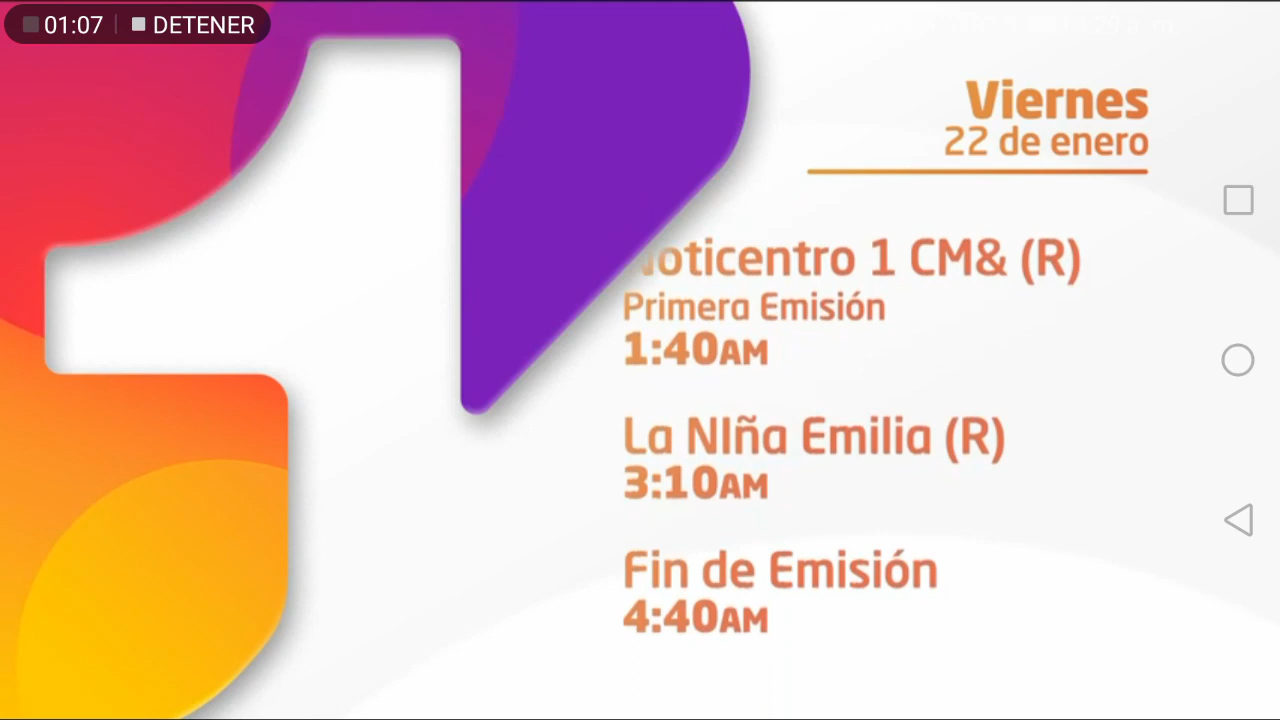 01:07 DETENER
Viernes
22 de enero
Noticentro 1 CM& (R)
Primera Emisión
1:40AM
La NIña Emilia (R)
3:10AM
Fin de Emisión
4:40AM